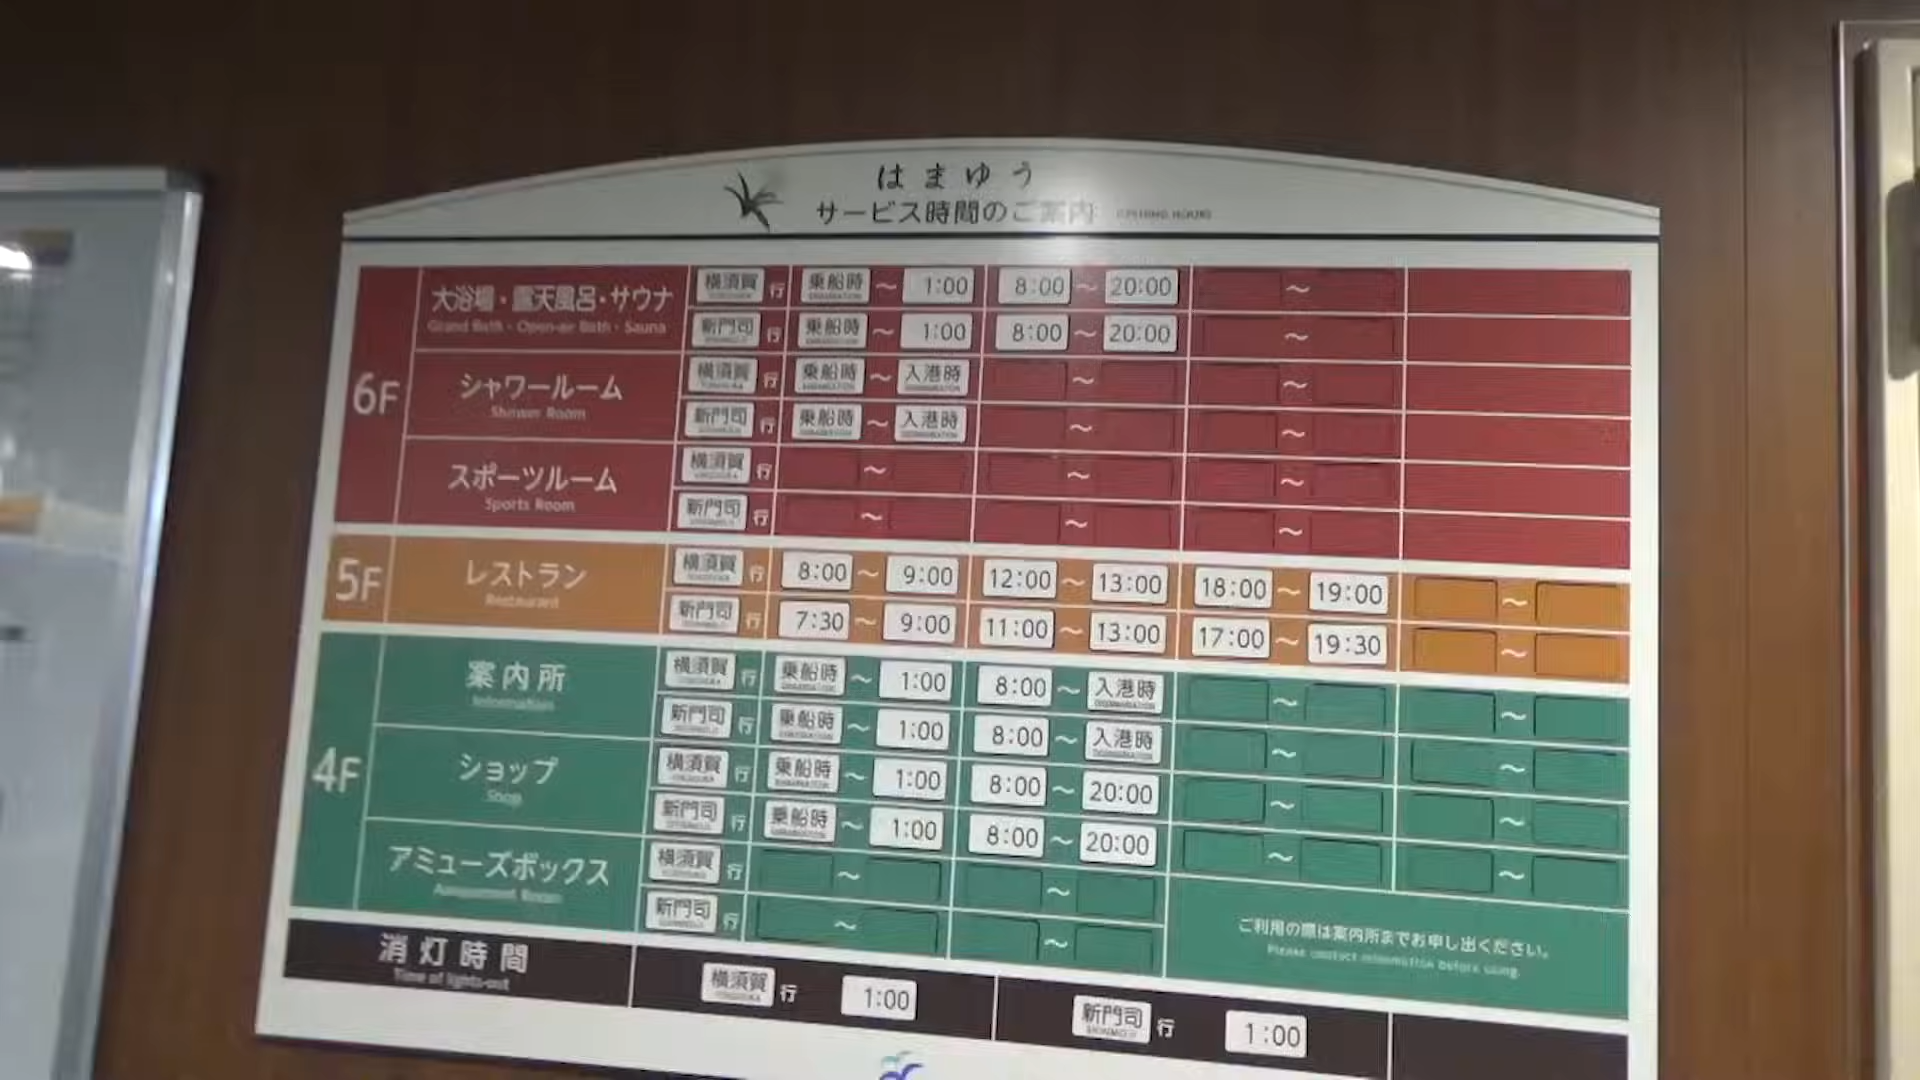 はまゆう
サービス時間のご案内 OPENING HOURS
6F
大浴場・露天風呂・サウナ
Grand Bath・Open-air Bath・Sauna
横須賀 行 乗船時 ～ 1:00 8:00 ～ 20:00 ～
新門司 行 乗船時 ～ 1:00 8:00 ～ 20:00 ～
シャワールーム
Shower Room
横須賀 行 乗船時 ～ 入港時 ～ ～
新門司 行 乗船時 ～ 入港時 ～ ～
スポーツルーム
Sports Room
横須賀 行 ～ ～ ～
新門司 行 ～ ～ ～
5F
レストラン
Restaurant
横須賀 行 8:00 ～ 9:00 12:00 ～ 13:00 18:00 ～ 19:00 ～
新門司 行 7:30 ～ 9:00 11:00 ～ 13:00 17:00 ～ 19:30 ～
4F
案内所
Information
横須賀 行 乗船時 ～ 1:00 8:00 ～ 入港時 ～ ～
新門司 行 乗船時 ～ 1:00 8:00 ～ 入港時 ～ ～
ショップ
Shop
横須賀 行 乗船時 ～ 1:00 8:00 ～ 20:00 ～ ～
新門司 行 乗船時 ～ 1:00 8:00 ～ 20:00 ～ ～
アミューズボックス
Amusement Room
横須賀 行 ～ ～
新門司 行 ～ ～
ご利用の際は案内所までお申し出ください。
Please contact information before using.
消灯時間
Time of lights-out
横須賀 行 1:00 新門司 行 1:00